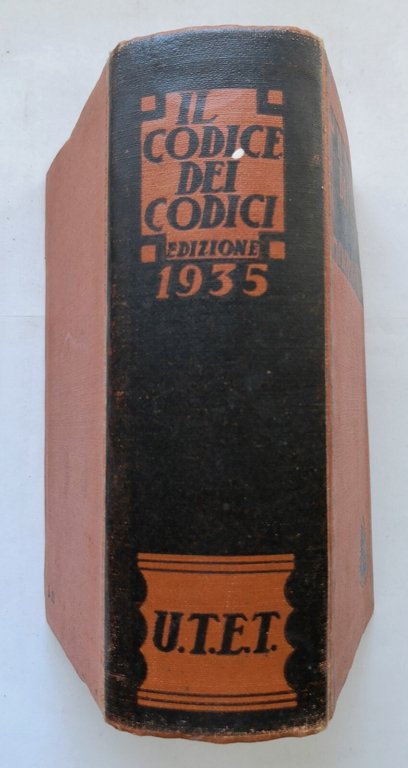 IL
CODICE
DEI
CODICI
EDIZIONE
1935
U.T.E.T.